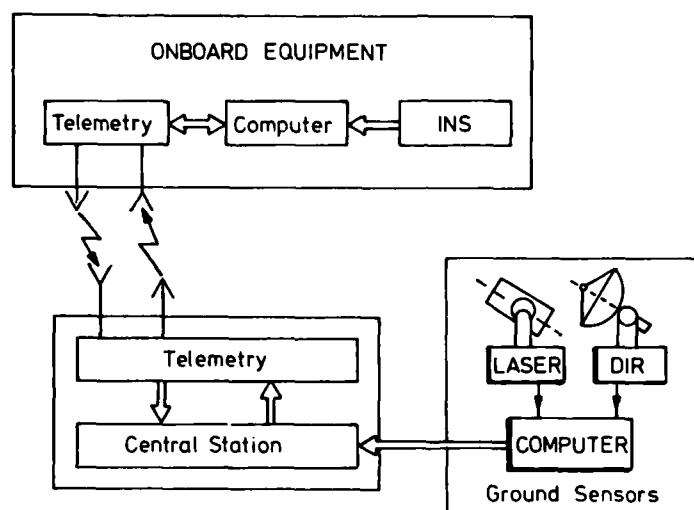 ONBOARD EQUIPMENT
Telemetry
Computer
INS
Telemetry
Central Station
LASER
DIR
COMPUTER
Ground Sensors